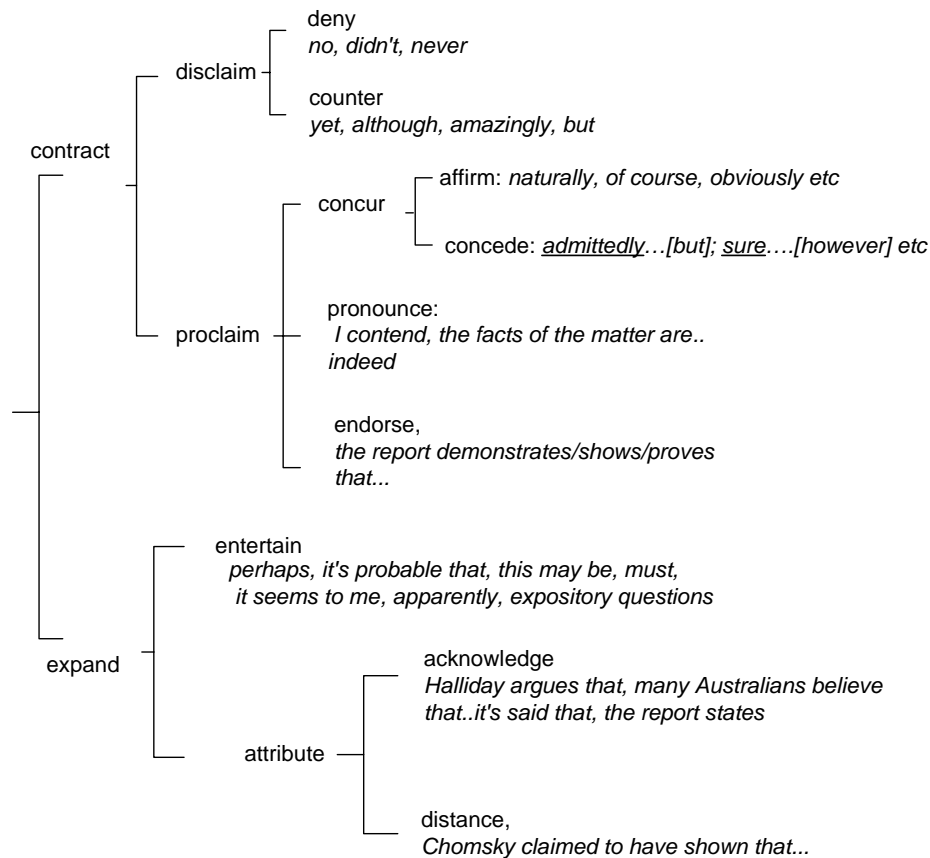 deny
no, didn't, never
disclaim
counter
yet, although, amazingly, but
contract
affirm: naturally, of course, obviously etc
concur
concede: admittedly…[but]; sure….[however] etc
pronounce:
I contend, the facts of the matter are..
indeed
proclaim
endorse,
the report demonstrates/shows/proves
that...
entertain
perhaps, it's probable that, this may be, must,
it seems to me, apparently, expository questions
expand
acknowledge
Halliday argues that, many Australians believe
that..it's said that, the report states
attribute
distance,
Chomsky claimed to have shown that...